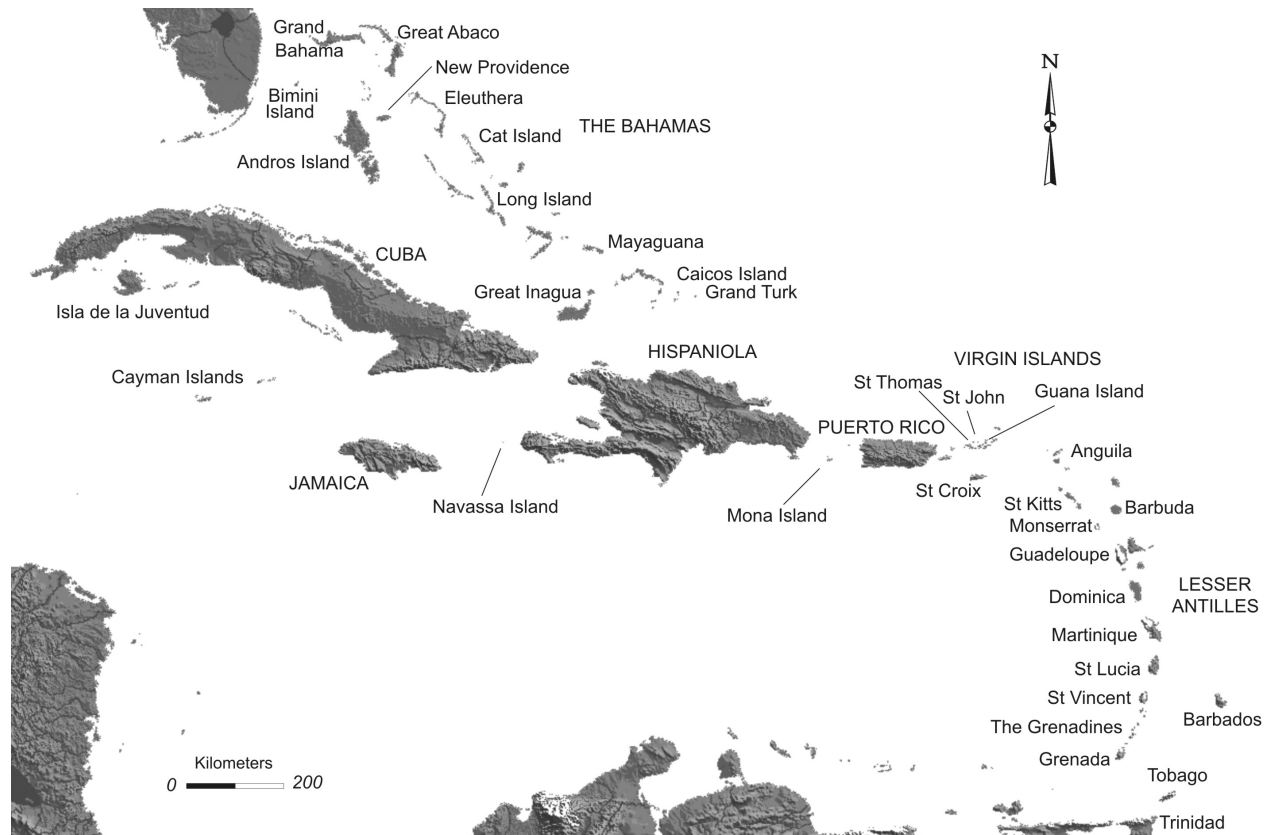 Grand
Bahama
Great Abaco
New Providence
Bimini
Island
Eleuthera
THE BAHAMAS
Cat Island
Andros Island
Long Island
Mayaguana
CUBA
Caicos Island
Great Inagua
Grand Turk
Isla de la Juventud
HISPANIOLA
VIRGIN ISLANDS
Cayman Islands
St Thomas
St John
Guana Island
PUERTO RICO
Anguila
JAMAICA
St Croix
Navassa Island
Mona Island
St Kitts
Barbuda
Monserrat
Guadeloupe
LESSER
ANTILLES
Dominica
Martinique
St Lucia
St Vincent
Barbados
The Grenadines
Grenada
Tobago
Trinidad
Kilometers
0 200
N